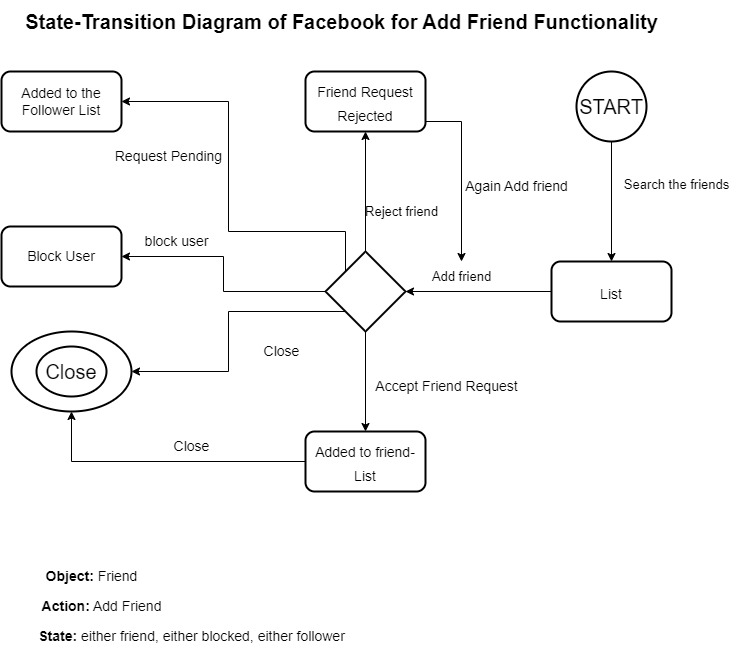 State-Transition Diagram of Facebook for Add Friend Functionality
Added to the
Follower List
Friend Request
Rejected
START
Request Pending
Again Add friend
Search the friends
Reject friend
block user
Block User
Add friend
List
Close
Close
Accept Friend Request
Close
Added to friend-
List
Object: Friend
Action: Add Friend
State: either friend, either blocked, either follower